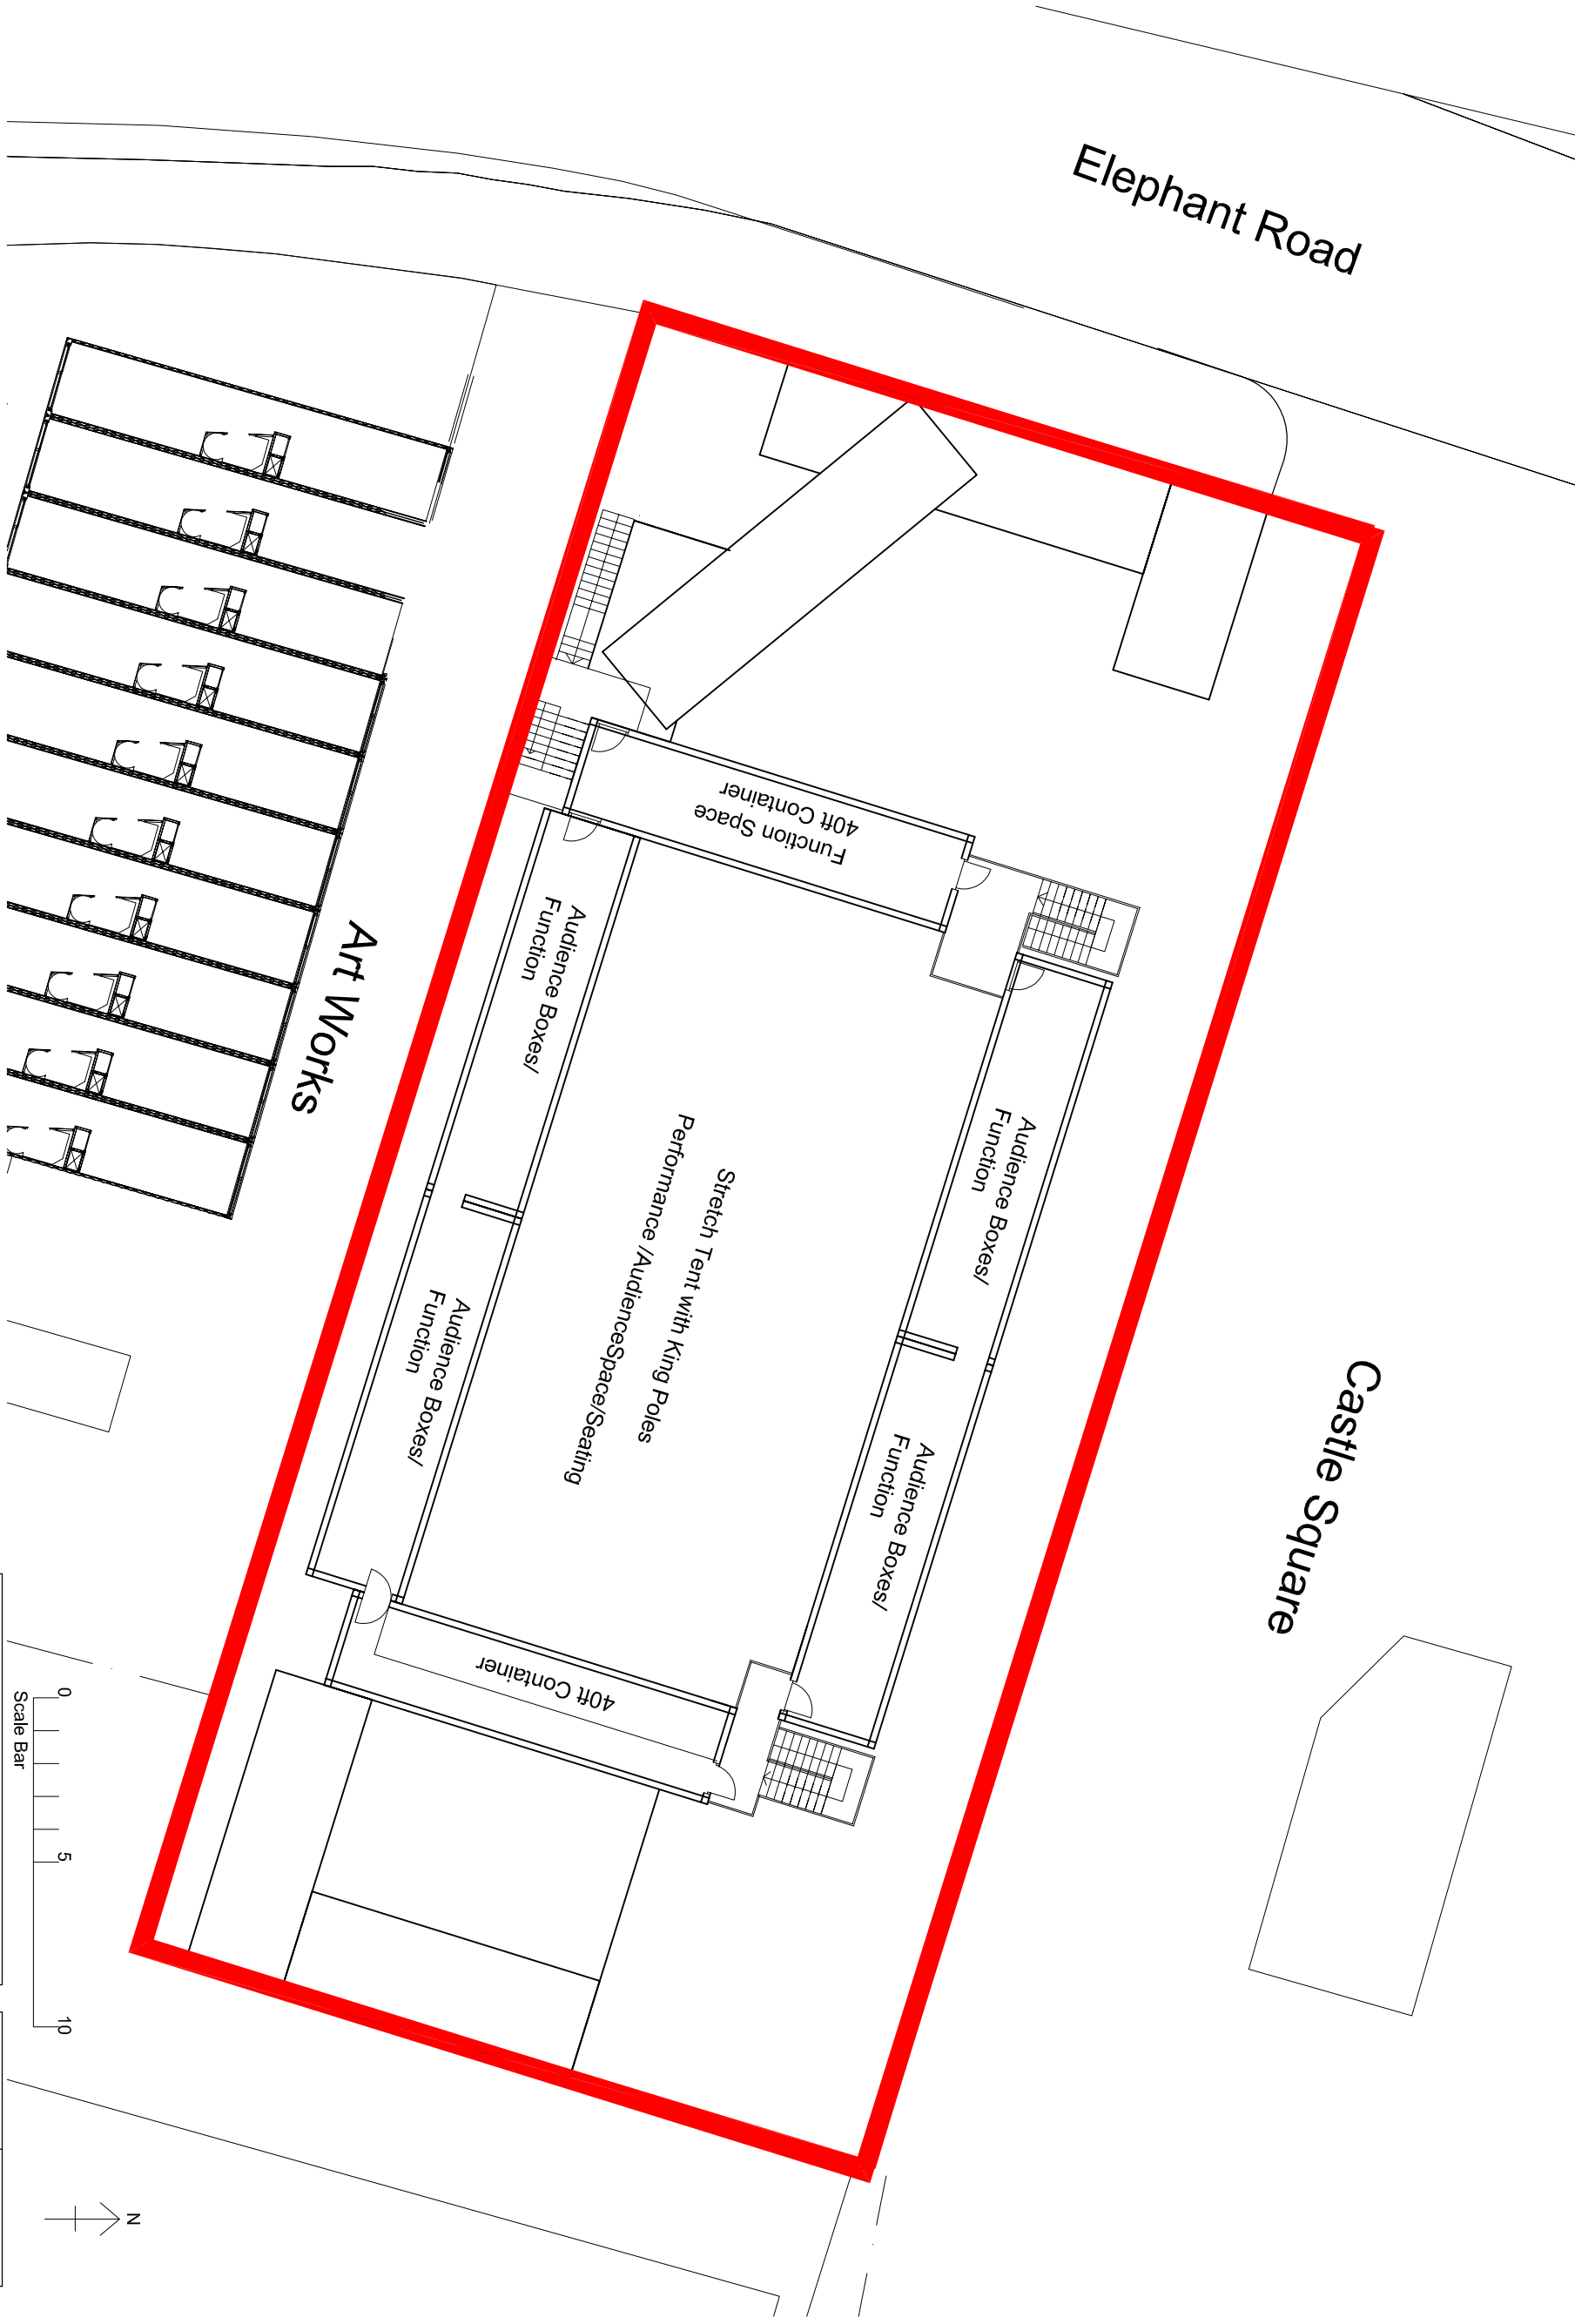 Elephant Road
Castle Square
Art Works
40ft Container
Function Space
Audience Boxes/
Function
Audience Boxes/
Function
Stretch Tent with King Poles
Performance /AudienceSpace/Seating
Audience Boxes/
Function
Audience Boxes/
Function
40ft Container
0
5
10
Scale Bar
N